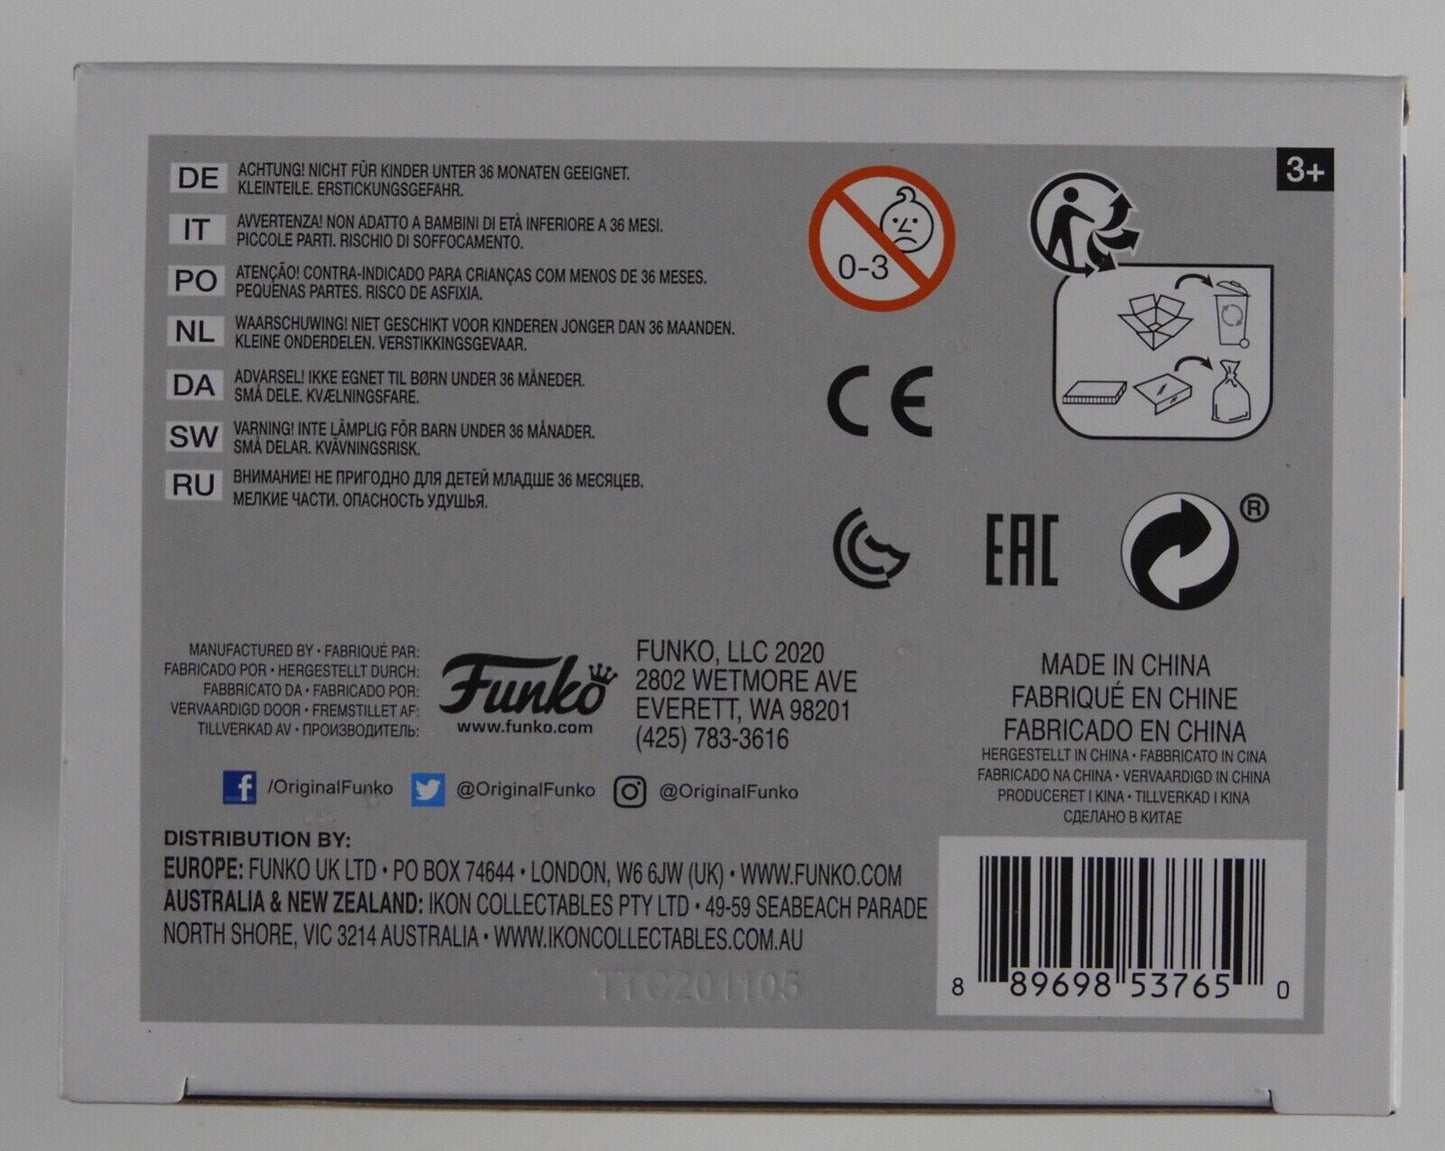 DE ACHTUNG! NICHT FÜR KINDER UNTER 36 MONATEN GEEIGNET.
KLEINTEILE. ERSTICKUNGSGEFAHR.
IT AVVERTENZA! NON ADATTO A BAMBINI DI ETÀ INFERIORE A 36 MESI.
PICCOLE PARTI. RISCHIO DI SOFFOCAMENTO.
PO ATENÇÃO! CONTRA-INDICADO PARA CRIANÇAS COM MENOS DE 36 MESES.
PEQUENAS PARTES. RISCO DE ASFIXIA.
NL WAARSCHUWING! NIET GESCHIKT VOOR KINDEREN JONGER DAN 36 MAANDEN.
KLEINE ONDERDELEN. VERSTIKKINGSGEVAAR.
DA ADVARSEL! IKKE EGNET TIL BØRN UNDER 36 MÅNEDER.
SMÅ DELE. KVÆLNINGSFARE.
SW VARNING! INTE LÄMPLIG FÖR BARN UNDER 36 MÅNADER.
SMÅ DELAR. KVÄVNINGSRISK.
RU ВНИМАНИЕ! НЕ ПРИГОДНО ДЛЯ ДЕТЕЙ МЛАДШЕ 36 МЕСЯЦЕВ.
МЕЛКИЕ ЧАСТИ. ОПАСНОСТЬ УДУШЬЯ.
0-3
3+
CE
EAC
®
MANUFACTURED BY • FABRIQUÉ PAR:
FABRICADO POR • HERGESTELLT DURCH:
FABBRICATO DA • FABRICADO POR:
VERVAARDIGD DOOR • FREMSTILLET AF:
TILLVERKAD AV • ПРОИЗВОДИТЕЛЬ:
Funko
www.funko.com
FUNKO, LLC 2020
2802 WETMORE AVE
EVERETT, WA 98201
(425) 783-3616
MADE IN CHINA
FABRIQUÉ EN CHINE
FABRICADO EN CHINA
HERGESTELLT IN CHINA • FABBRICATO IN CINA
FABRICADO NA CHINA • VERVAARDIGD IN CHINA
PRODUCERET I KINA • TILLVERKAD I KINA
СДЕЛАНО В КИТАЕ
f /OriginalFunko @OriginalFunko @OriginalFunko
DISTRIBUTION BY:
EUROPE: FUNKO UK LTD • PO BOX 74644 • LONDON, W6 6JW (UK) • WWW.FUNKO.COM
AUSTRALIA & NEW ZEALAND: IKON COLLECTABLES PTY LTD • 49-59 SEABEACH PARADE
NORTH SHORE, VIC 3214 AUSTRALIA • WWW.IKONCOLLECTABLES.COM.AU
TTC201105
8 89698 53765 0